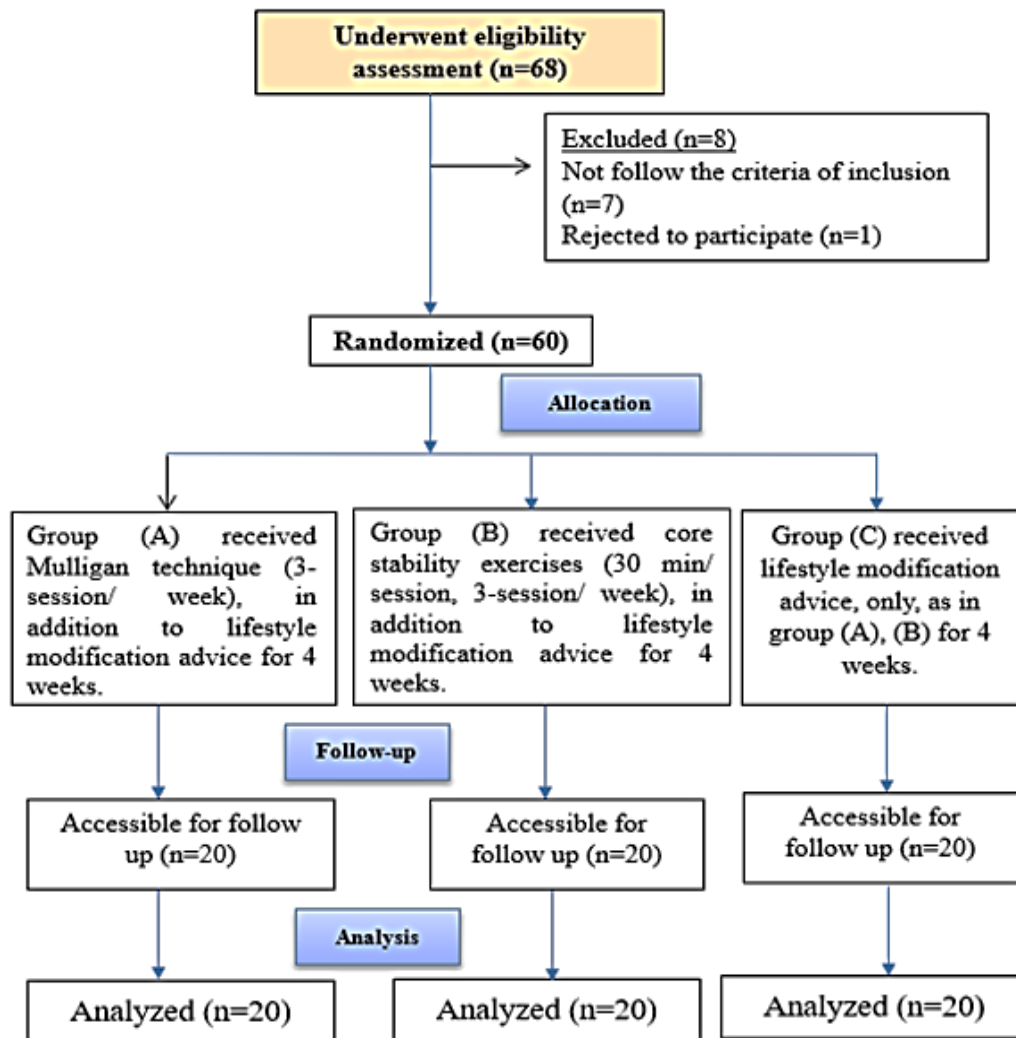 Underwent eligibility
assessment (n=68)
Excluded (n=8)
Not follow the criteria of inclusion
(n=7)
Rejected to participate (n=1)
Randomized (n=60)
Allocation
Group (A) received
Mulligan technique (3-
session/ week), in
addition to lifestyle
modification advice for 4
weeks.
Group (B) received core
stability exercises (30 min/
session, 3-session/ week), in
addition to lifestyle
modification advice for 4
weeks.
Group (C) received
lifestyle modification
advice, only, as in
group (A), (B) for 4
weeks.
Follow-up
Accessible for follow
up (n=20)
Accessible for
follow up (n=20)
Accessible for
follow up (n=20)
Analysis
Analyzed (n=20)
Analyzed (n=20)
Analyzed (n=20)